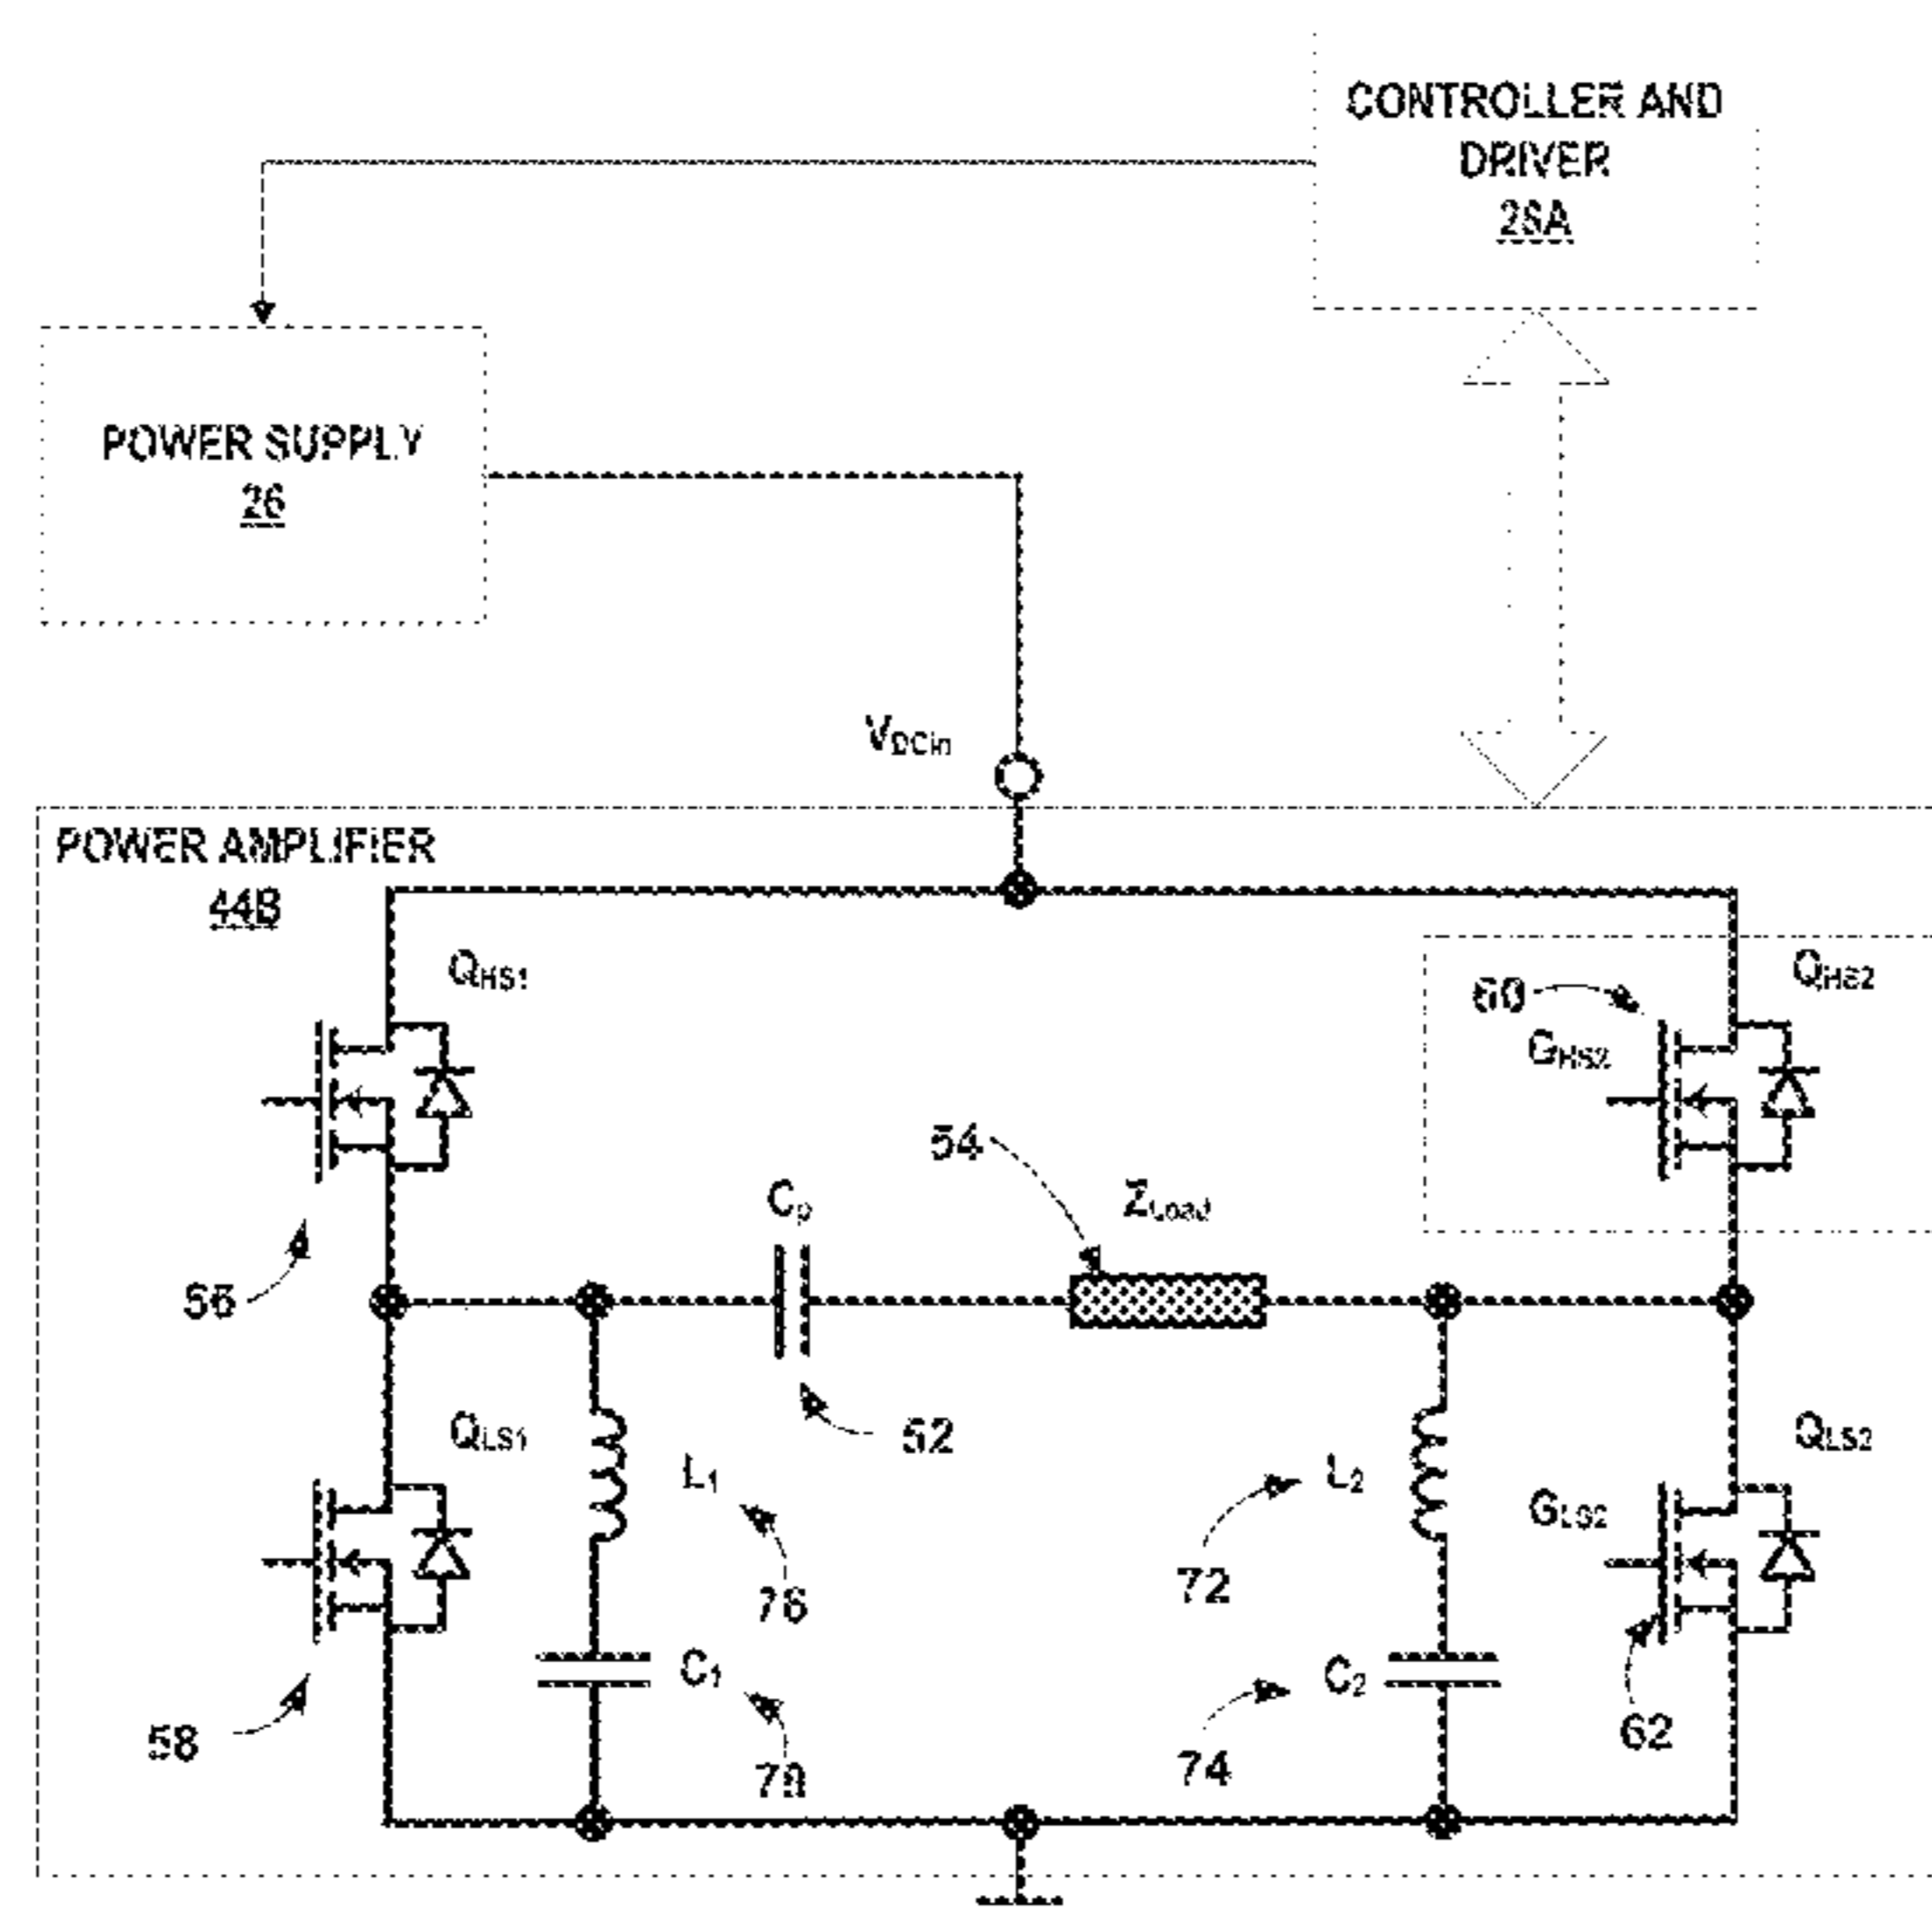 CONTROLLER AND
DRIVER
28A
POWER SUPPLY
26
VDCin
POWER AMPLIFIER
44B
QHS1
QHS2
60
GHS2
54
Cp
ZLoad
56
QLS1
52
QLS2
L1
L2
GLS2
76
72
C1
C2
58
78
74
62